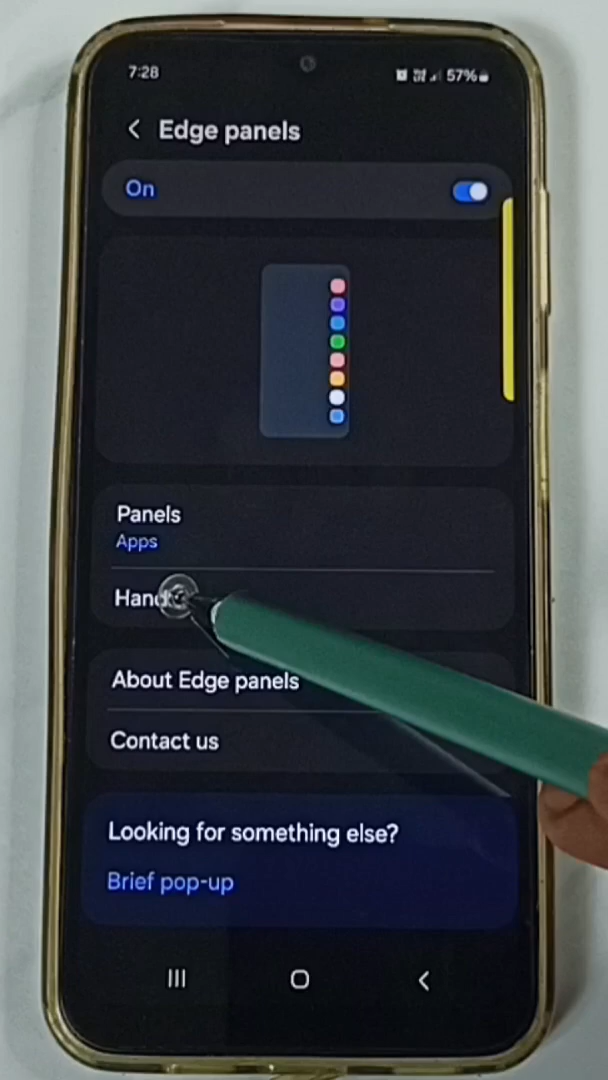 7:28
57%
Edge panels
On
Panels
Apps
Hand
About Edge panels
Contact us
Looking for something else?
Brief pop-up